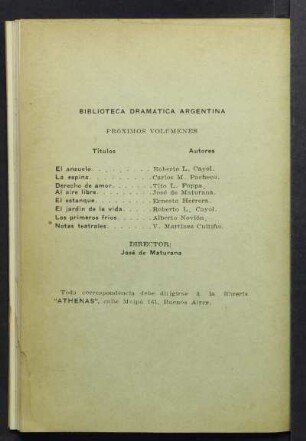 BIBLIOTECA DRAMATICA ARGENTINA
PROXIMOS VOLUMENES
Titulos Autores
El anzuelo. . . . . . . . . Roberto L. Cayol.
La espina. . . . . . . . . Carlos M. Pacheco.
Derecho de amar. . . . . . Tito L. Foppa.
Al aire libre. . . . . . . . José de Maturana.
El estanque. . . . . . . . Ernesto Herrera.
El jardín de la vida. . . . . Roberto L. Cayol.
Los primeros fríos. . . . . Alberto Novión.
Notas teatrales. . . . . . . V. Martínez Cuitiño.
DIRECTOR:
José de Maturana
Toda correspondencia debe dirigirse á la librería
"ATHENAS", calle Maipú 161, Buenos Aires.